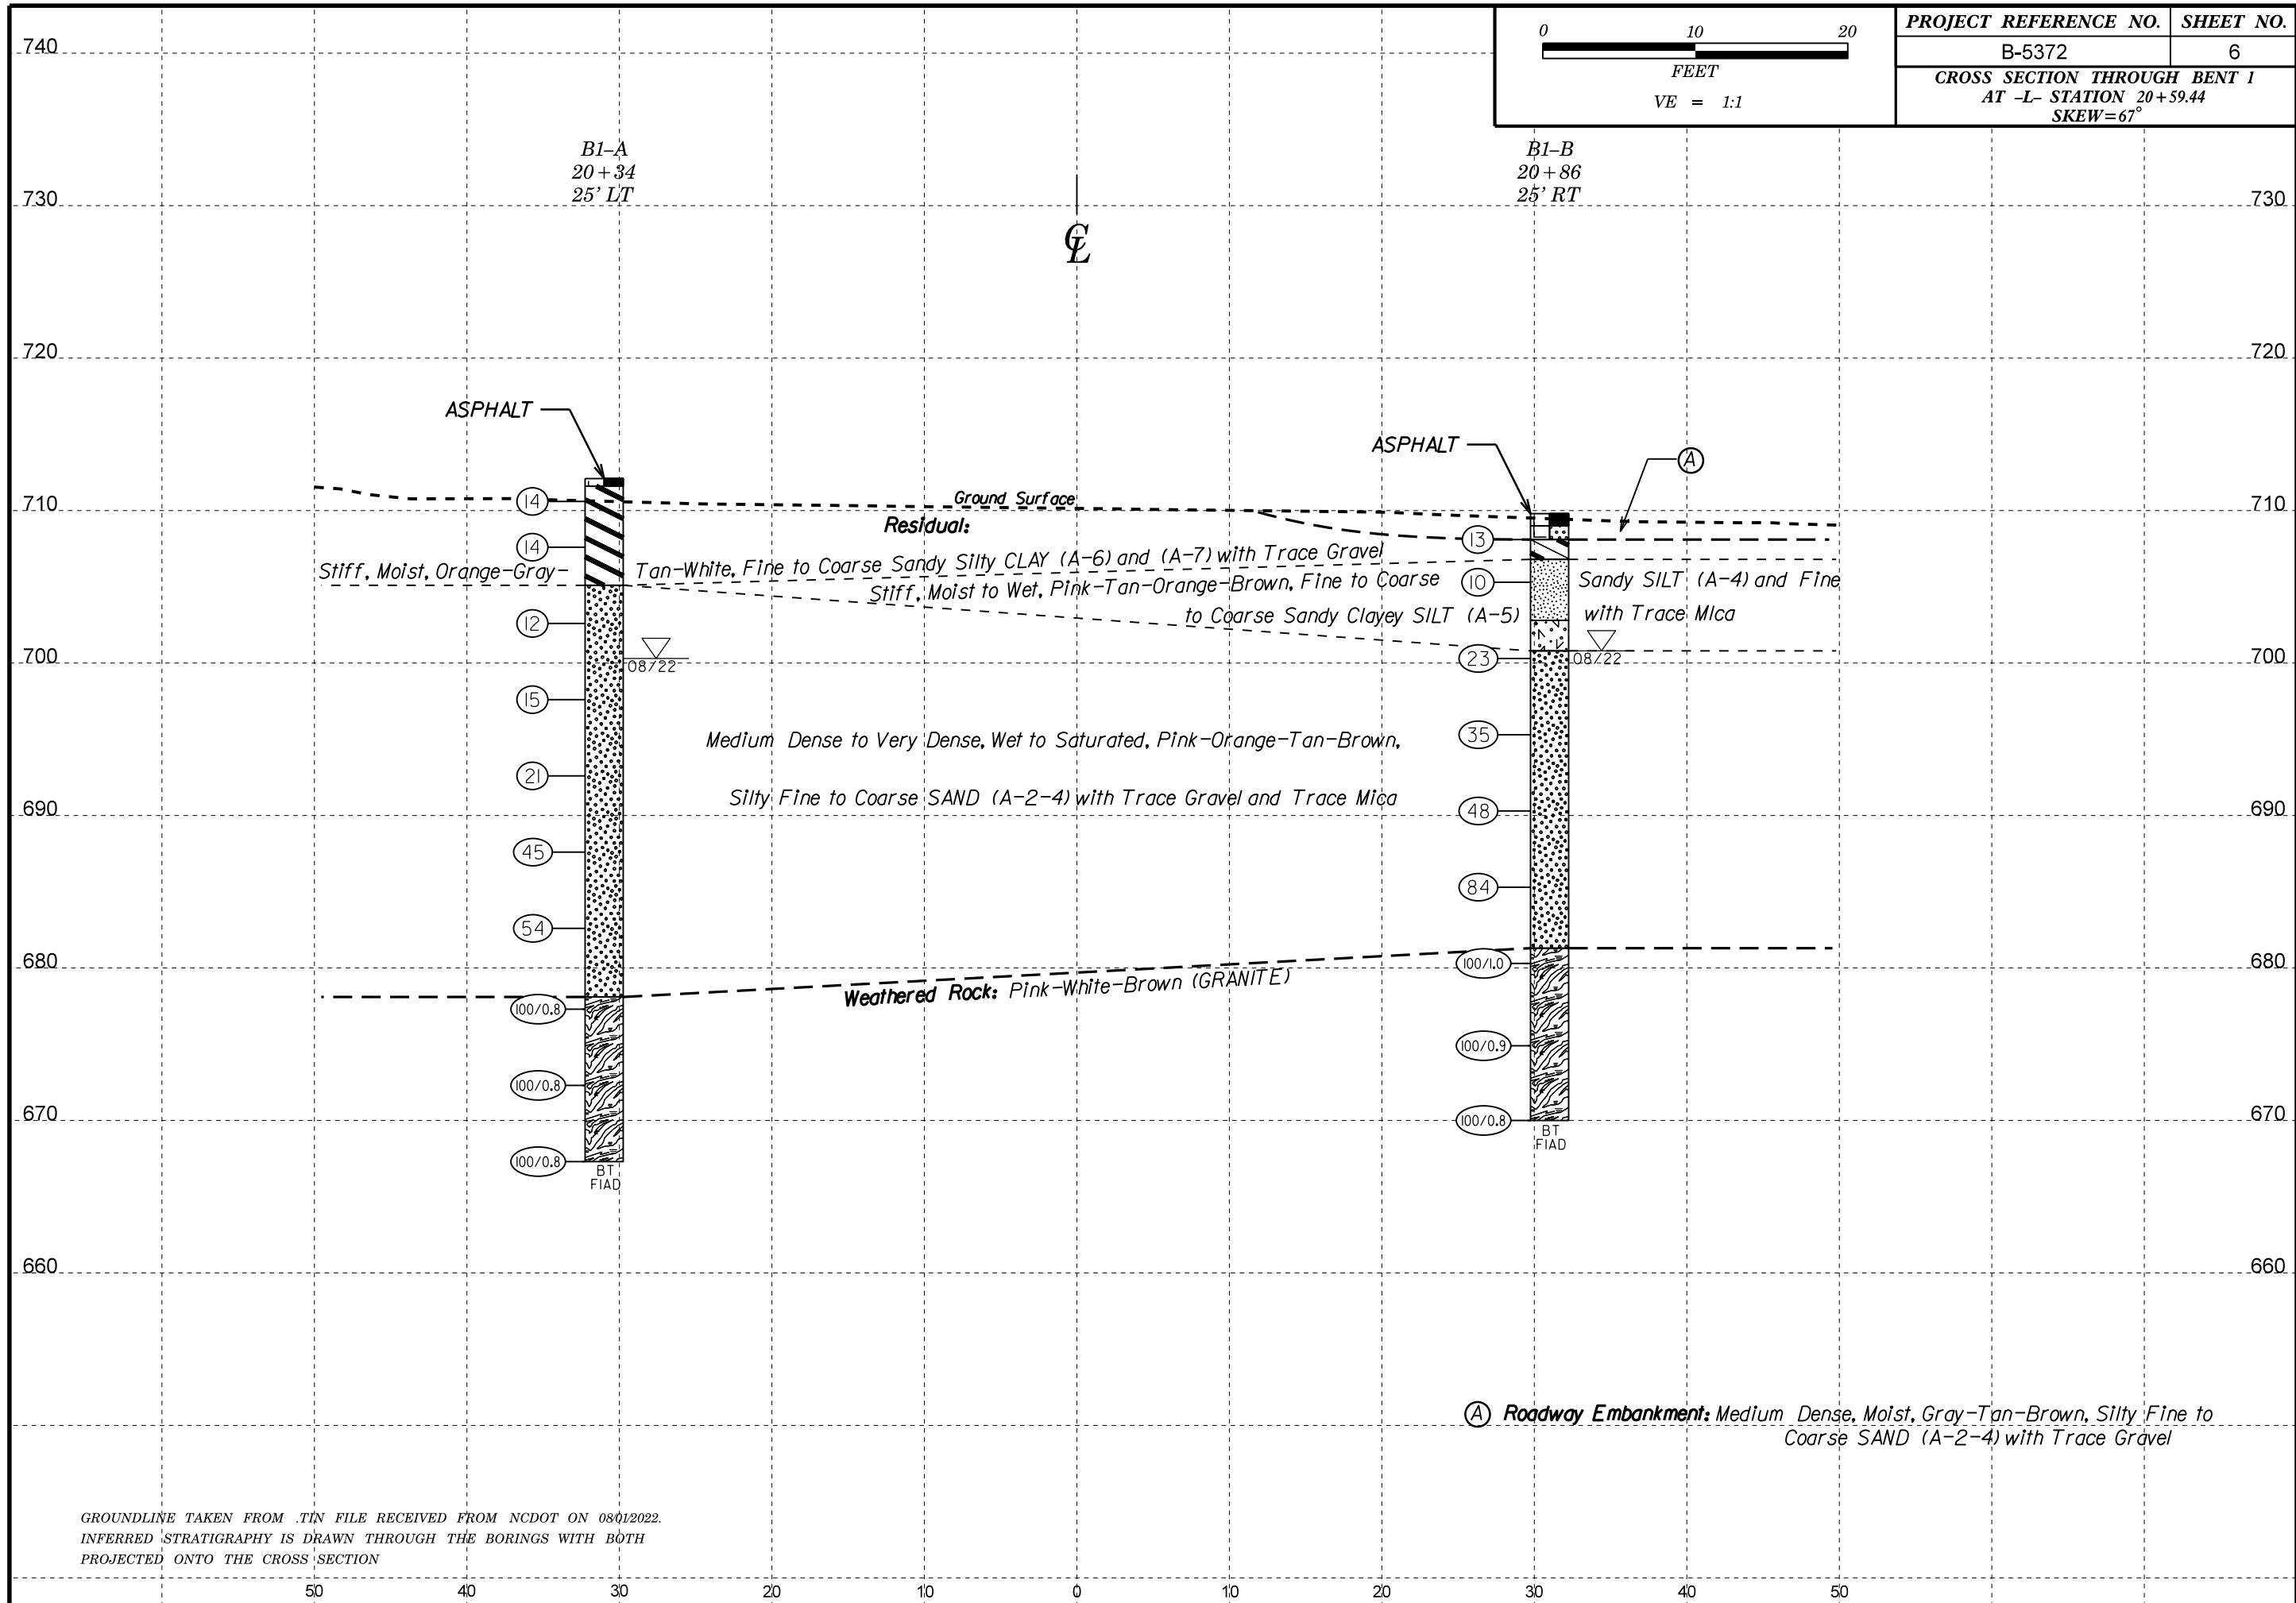 0 10 20
FEET
VE = 1:1
PROJECT REFERENCE NO. SHEET NO.
B-5372 6
CROSS SECTION THROUGH BENT 1
AT -L- STATION 20+59.44
SKEW=67°
740
B1-A
20+34
25' LT
B1-B
20+86
25' RT
730 730
℄
720 720
ASPHALT
ASPHALT
A
710 710
Ground Surface
14
Residual:
13
14
Stiff, Moist, Orange-Gray- Tan-White, Fine to Coarse Sandy Silty CLAY (A-6) and (A-7) with Trace Gravel
Stiff, Moist to Wet, Pink-Tan-Orange-Brown, Fine to Coarse 10 Sandy SILT (A-4) and Fine
to Coarse Sandy Clayey SILT (A-5) with Trace Mica
12
700 08/22 23 08/22 700
15
35
Medium Dense to Very Dense, Wet to Saturated, Pink-Orange-Tan-Brown,
21
Silty Fine to Coarse SAND (A-2-4) with Trace Gravel and Trace Mica
690 48 690
45
84
54
680 100/1.0 680
Weathered Rock: Pink-White-Brown (GRANITE)
100/0.8
100/0.9
100/0.8
670 100/0.8 670
BT
FIAD
100/0.8
BT
FIAD
660 660
A Roadway Embankment: Medium Dense, Moist, Gray-Tan-Brown, Silty Fine to
Coarse SAND (A-2-4) with Trace Gravel
GROUNDLINE TAKEN FROM .TIN FILE RECEIVED FROM NCDOT ON 08/01/2022.
INFERRED STRATIGRAPHY IS DRAWN THROUGH THE BORINGS WITH BOTH
PROJECTED ONTO THE CROSS SECTION
50 40 30 20 10 0 10 20 30 40 50